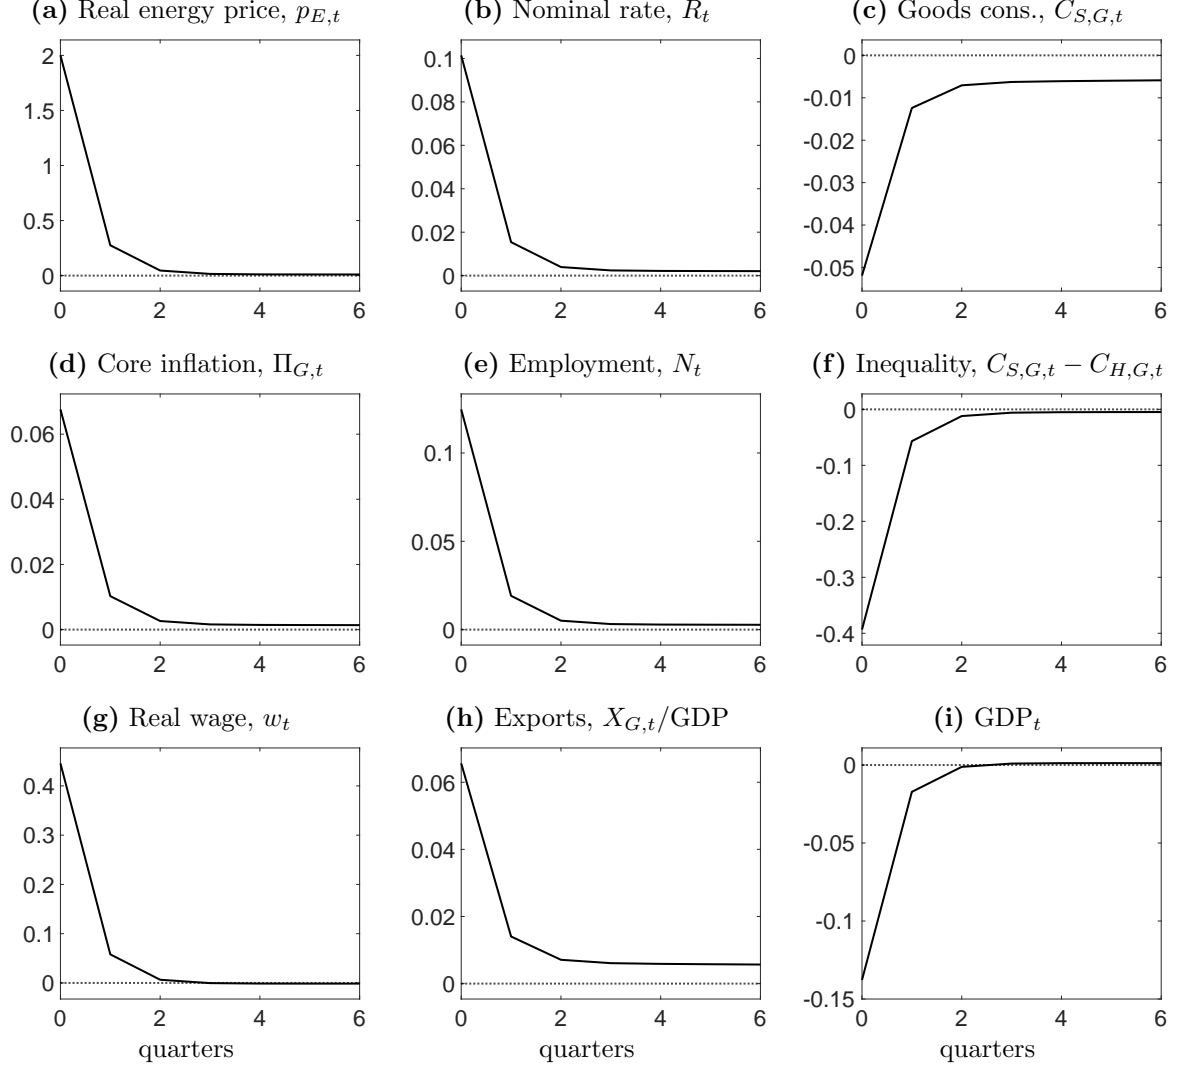 (a) Real energy price, p_{E,t} (b) Nominal rate, R_t (c) Goods cons., C_{S,G,t}
2 0.1 0
1.5 0.08 -0.01
1 0.06 -0.02
0.5 0.04 -0.03
0 0.02 -0.04
0 -0.05
0 2 4 6 0 2 4 6 0 2 4 6
(d) Core inflation, Π_{G,t} (e) Employment, N_t (f) Inequality, C_{S,G,t} − C_{H,G,t}
0.06 0.1 0
0.04 0.05 -0.1
0.02 0 -0.2
0 -0.3
-0.4
0 2 4 6 0 2 4 6 0 2 4 6
(g) Real wage, w_t (h) Exports, X_{G,t}/GDP (i) GDP_t
0.4 0.06 0
0.3 0.04 -0.05
0.2 0.02 -0.1
0.1 0 -0.15
0
0 2 4 6 0 2 4 6 0 2 4 6
quarters quarters quarters